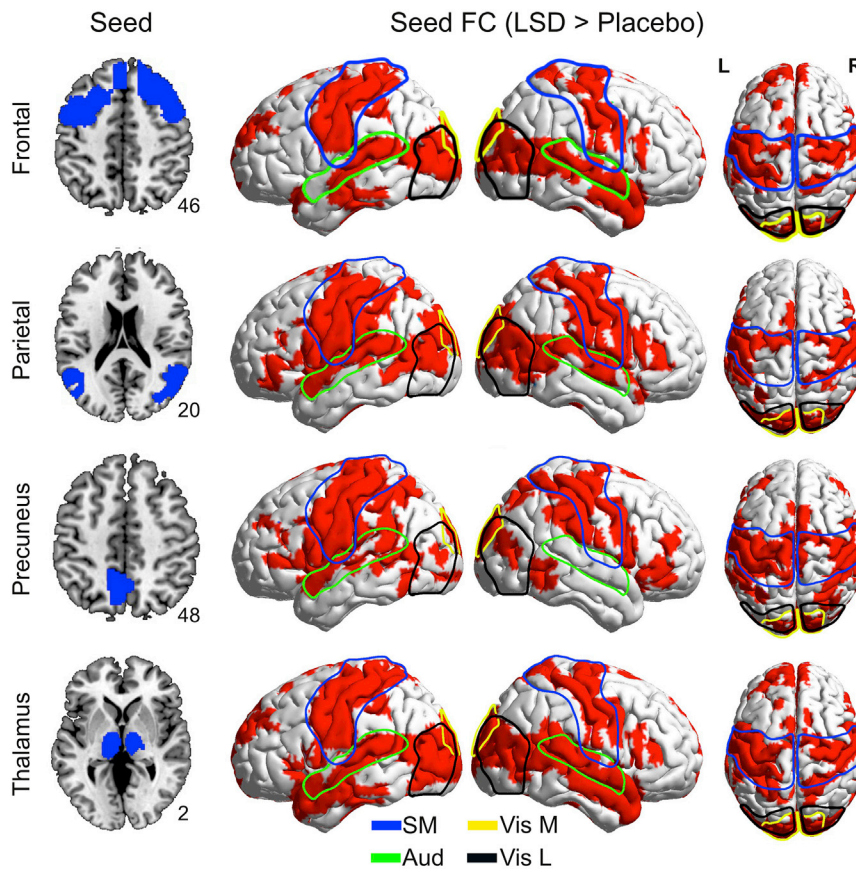 Seed Seed FC (LSD > Placebo)
L R
Frontal
46
Parietal
20
Precuneus
48
Thalamus
2
SM Vis M
Aud Vis L